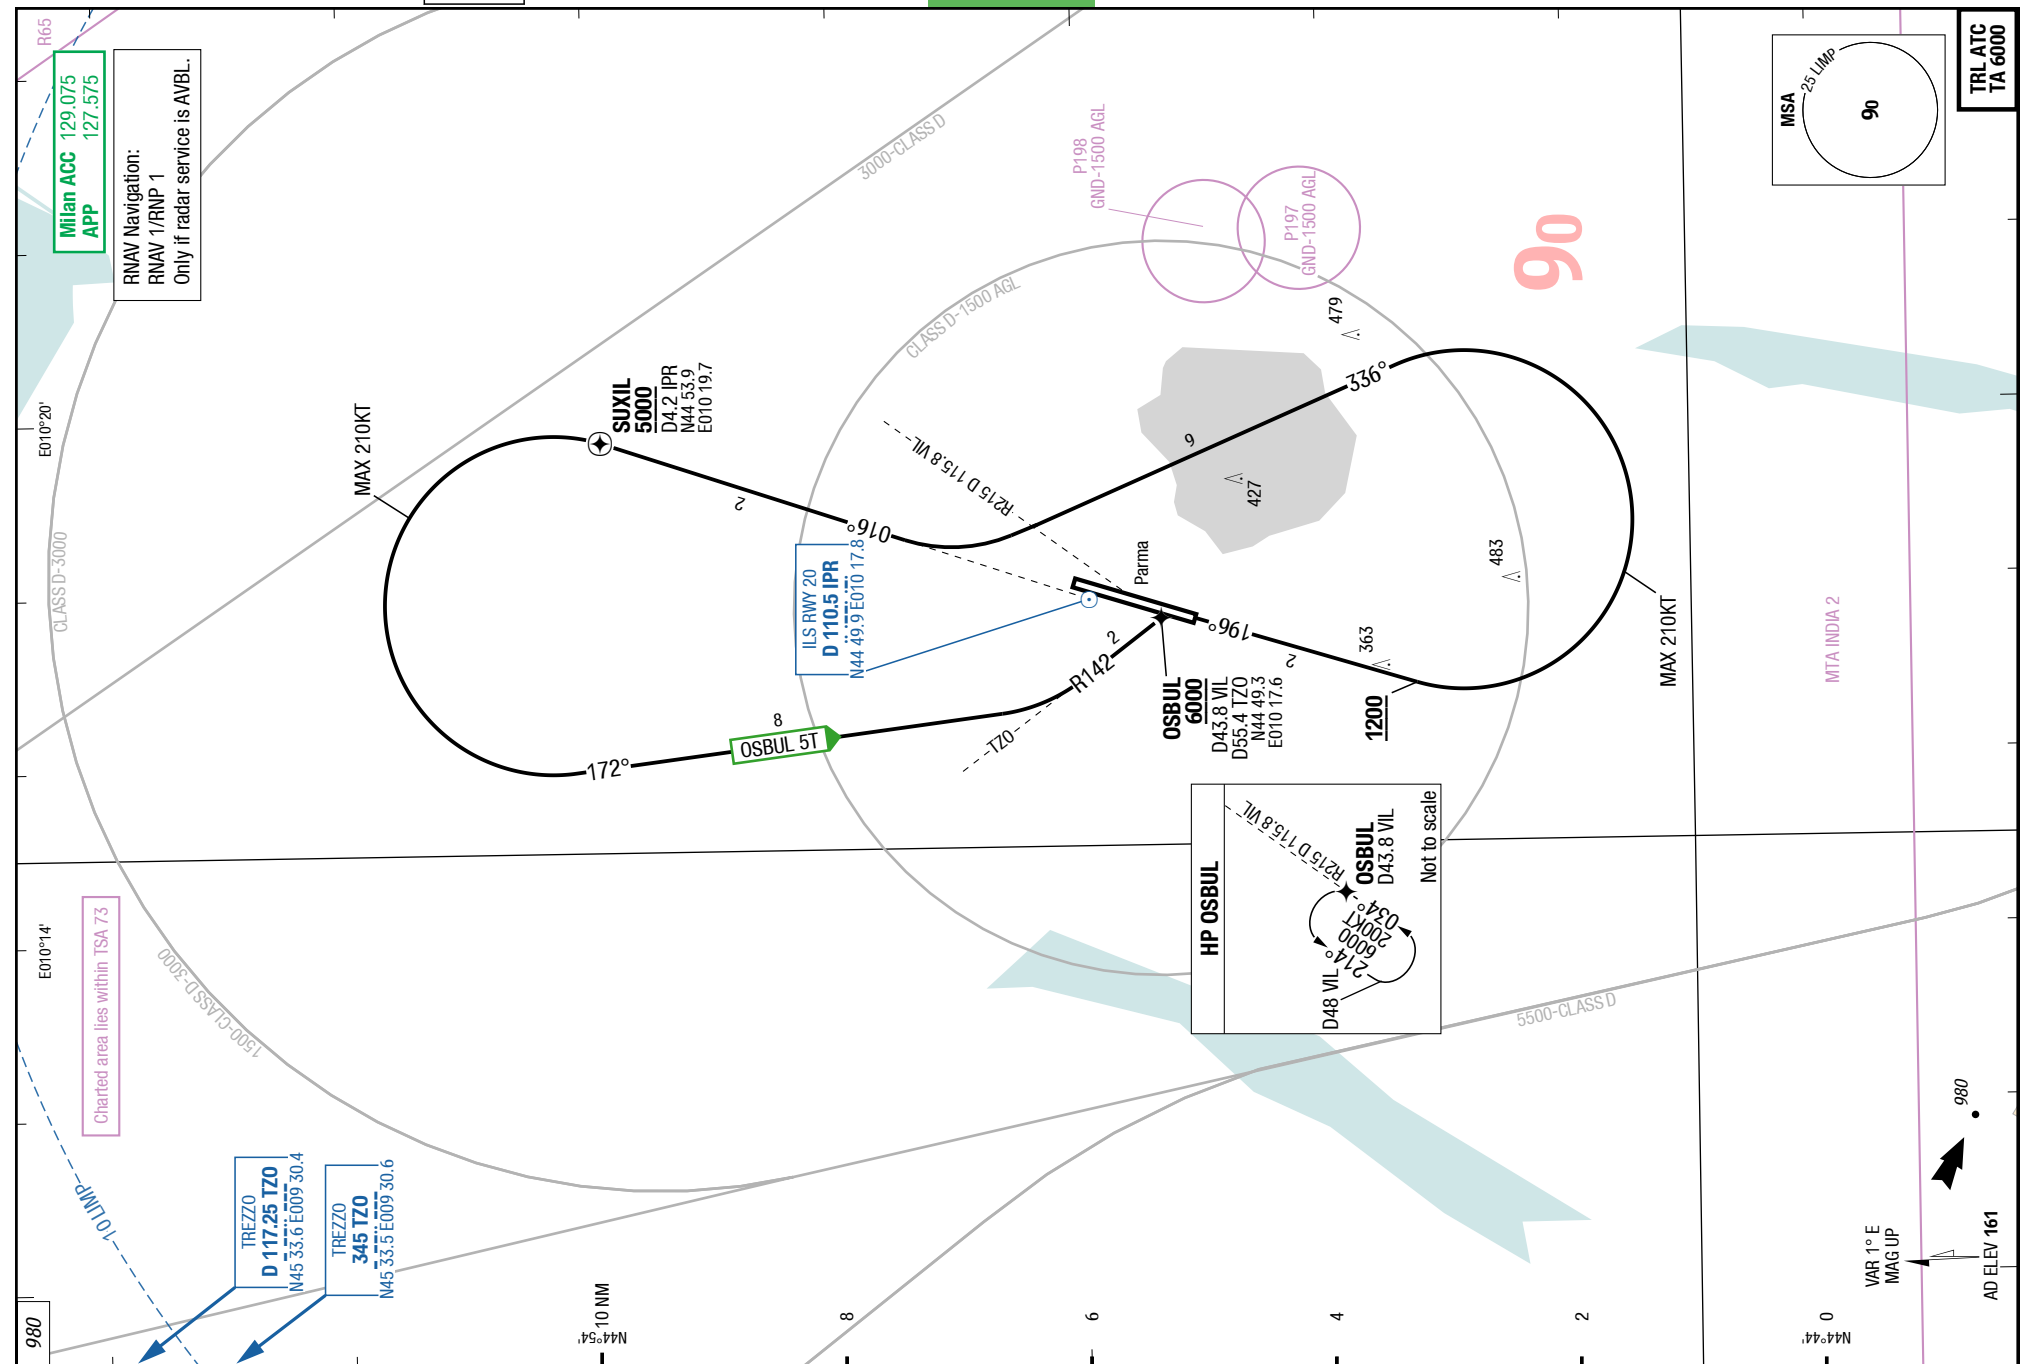 R65
Milan ACC 129.075
APP 127.575
RNAV Navigation:
RNAV 1/RNP 1
Only if radar service is AVBL.
TRL ATC
TA 6000
MSA
25 LIMP
90
90
3000-CLASS D
P198
GND-1500 AGL
P197
GND-1500 AGL
CLASS D-1500 AGL
479
E010°20'
MAX 210KT
SUXIL
5000
D4.2 IPR
N44 53.9
E010 19.7
2
016°
R215 D 115.8 VIL
9
336°
427
483
CLASS D-3000
ILS RWY 20
D 110.5 IPR
N44 49.9 E010 17.8
Parma
196°
2
363
1200
MAX 210KT
MTA INDIA 2
2
R142
TZO
OSBUL
6000
D43.8 VIL
D55.4 TZO
N44 49.3
E010 17.6
8
OSBUL 5T
172°
HP OSBUL
R215 D 115.8 VIL
OSBUL
D43.8 VIL
034°
200KT
6000
214°
D48 VIL
Not to scale
E010°14'
Charted area lies within TSA 73
1500-CLASS D-3000
5500-CLASS D
10 LIMP
TREZZO
D 117.25 TZO
N45 33.6 E009 30.4
TREZZO
345 TZO
N45 33.5 E009 30.6
980
N44°54'
10 NM
8
6
4
2
0
N44°44'
VAR 1° E
MAG UP
980
AD ELEV 161